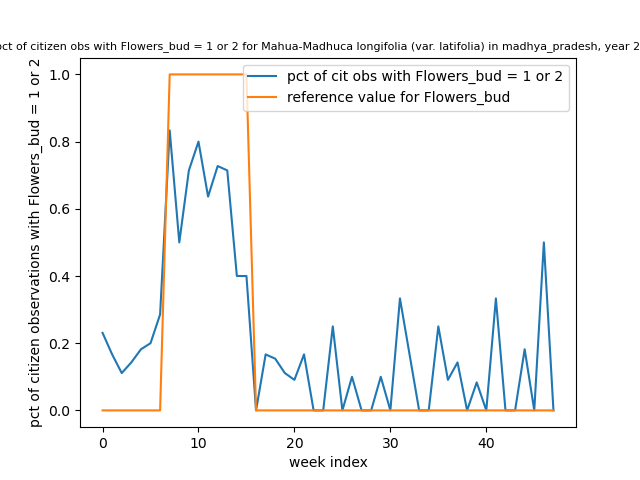 pct of citizen obs with Flowers_bud = 1 or 2 for Mahua-Madhuca longifolia (var. latifolia) in madhya_pradesh, year 2
pct of citizen observations with Flowers_bud = 1 or 2
1.0
0.8
0.6
0.4
0.2
0.0
pct of cit obs with Flowers_bud = 1 or 2
reference value for Flowers_bud
0 10 20 30 40
week index